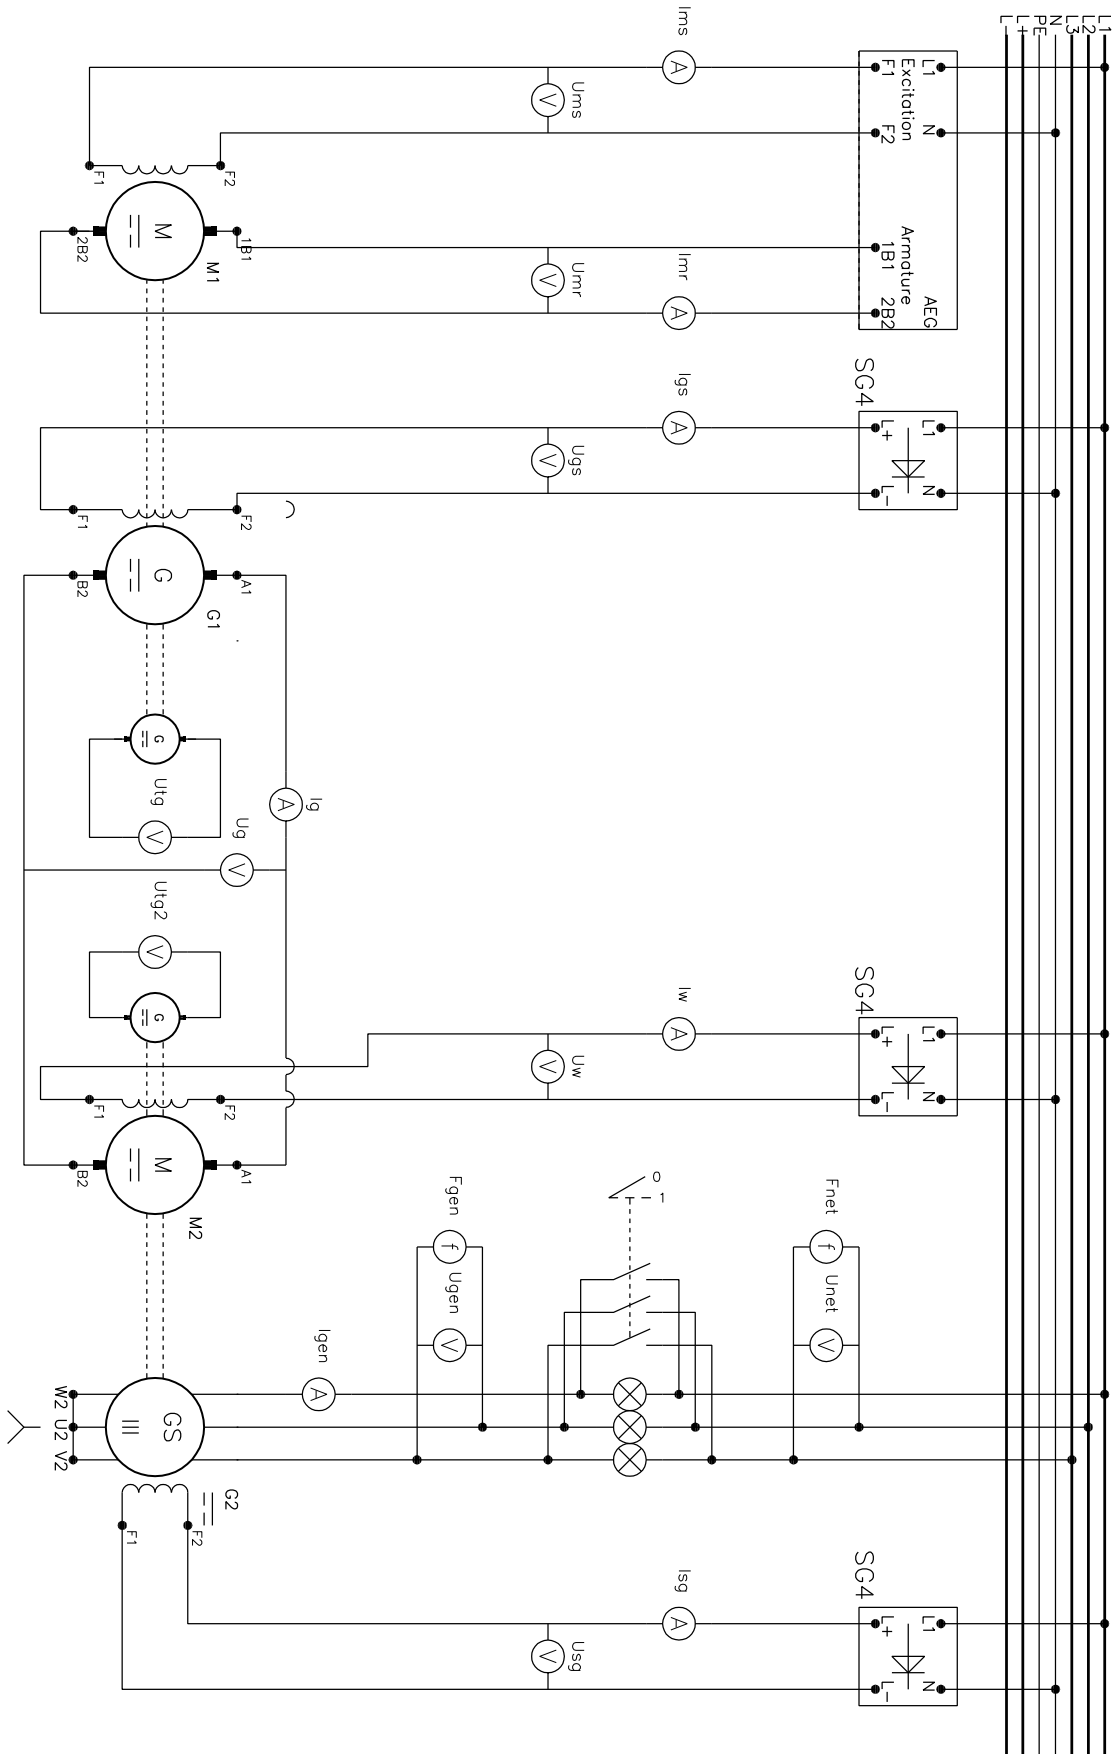 L1
L2
L3
N
PE
L+
L-
L1 N AEG
Excitation Armature
F1 F2 1B1 2B2
SG4
L1 N
L+ L-
SG4
L1 N
L+ L-
SG4
L1 N
L+ L-
Ims
A
Ums
V
Imr
A
Umr
V
Igs
A
Ugs
V
Iw
A
Uw
V
0
1
Fnet
f
Unet
V
Fgen
f
Ugen
V
Igen
A
Isg
A
Usg
V
F1 F2
M
M1
2B2 1B1
F1 F2
G
G1
B2 A1
G
Utg
V
Ig
A
Ug
V
Utg2
V
G
F1 F2
M
M2
B2 A1
GS
W2 U2 V2
G2
F1 F2